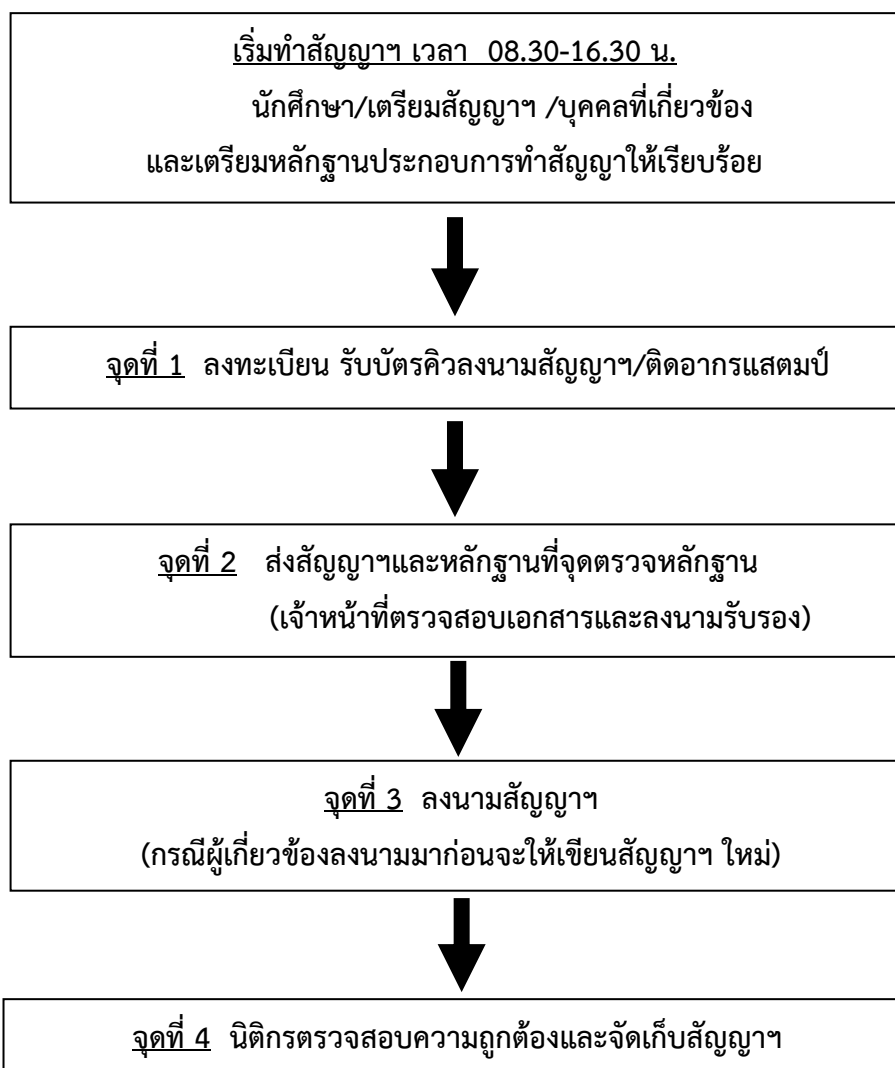 เริ่มทำสัญญาฯ เวลา 08.30-16.30 น.
นักศึกษา/เตรียมสัญญาฯ /บุคคลที่เกี่ยวข้อง
และเตรียมหลักฐานประกอบการทำสัญญาให้เรียบร้อย
จุดที่ 1 ลงทะเบียน รับบัตรคิวลงนามสัญญาฯ/ติดอากรแสตมป์
จุดที่ 2 ส่งสัญญาฯและหลักฐานที่จุดตรวจหลักฐาน
(เจ้าหน้าที่ตรวจสอบเอกสารและลงนามรับรอง)
จุดที่ 3 ลงนามสัญญาฯ
(กรณีผู้เกี่ยวข้องลงนามมาก่อนจะให้เขียนสัญญาฯ ใหม่)
จุดที่ 4 นิติกรตรวจสอบความถูกต้องและจัดเก็บสัญญาฯ